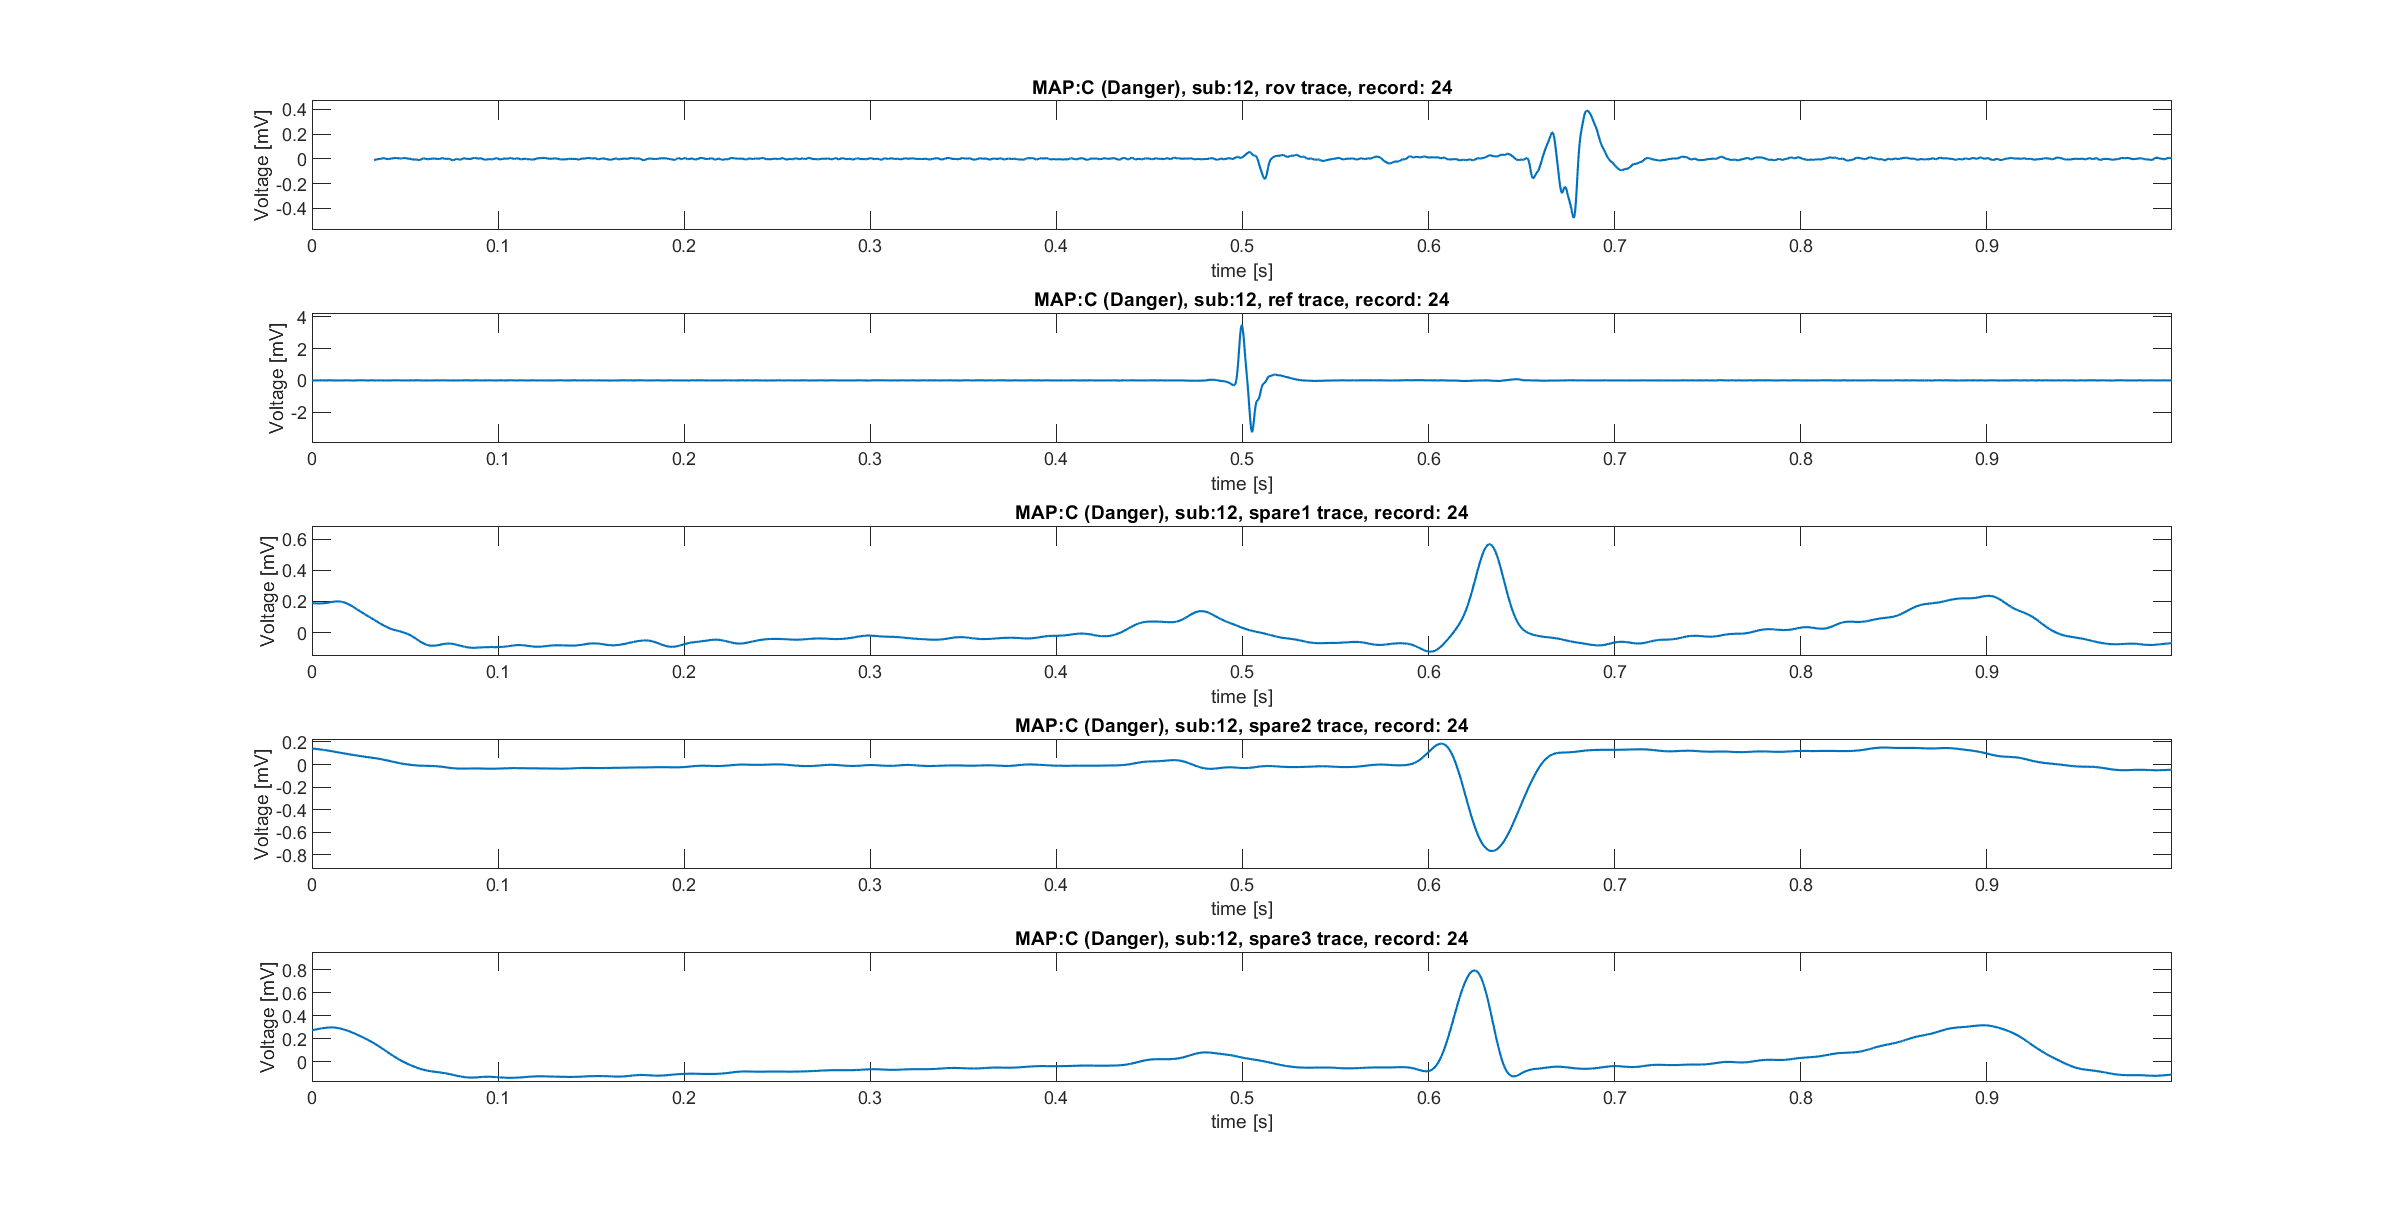 MAP:C (Danger), sub:12, rov trace, record: 24
Voltage [mV]
0.4
0.2
0
-0.2
-0.4
0 0.1 0.2 0.3 0.4 0.5 0.6 0.7 0.8 0.9
time [s]
MAP:C (Danger), sub:12, ref trace, record: 24
Voltage [mV]
4
2
0
-2
0 0.1 0.2 0.3 0.4 0.5 0.6 0.7 0.8 0.9
time [s]
MAP:C (Danger), sub:12, spare1 trace, record: 24
Voltage [mV]
0.6
0.4
0.2
0
0 0.1 0.2 0.3 0.4 0.5 0.6 0.7 0.8 0.9
time [s]
MAP:C (Danger), sub:12, spare2 trace, record: 24
Voltage [mV]
0.2
0
-0.2
-0.4
-0.6
-0.8
0 0.1 0.2 0.3 0.4 0.5 0.6 0.7 0.8 0.9
time [s]
MAP:C (Danger), sub:12, spare3 trace, record: 24
Voltage [mV]
0.8
0.6
0.4
0.2
0
0 0.1 0.2 0.3 0.4 0.5 0.6 0.7 0.8 0.9
time [s]